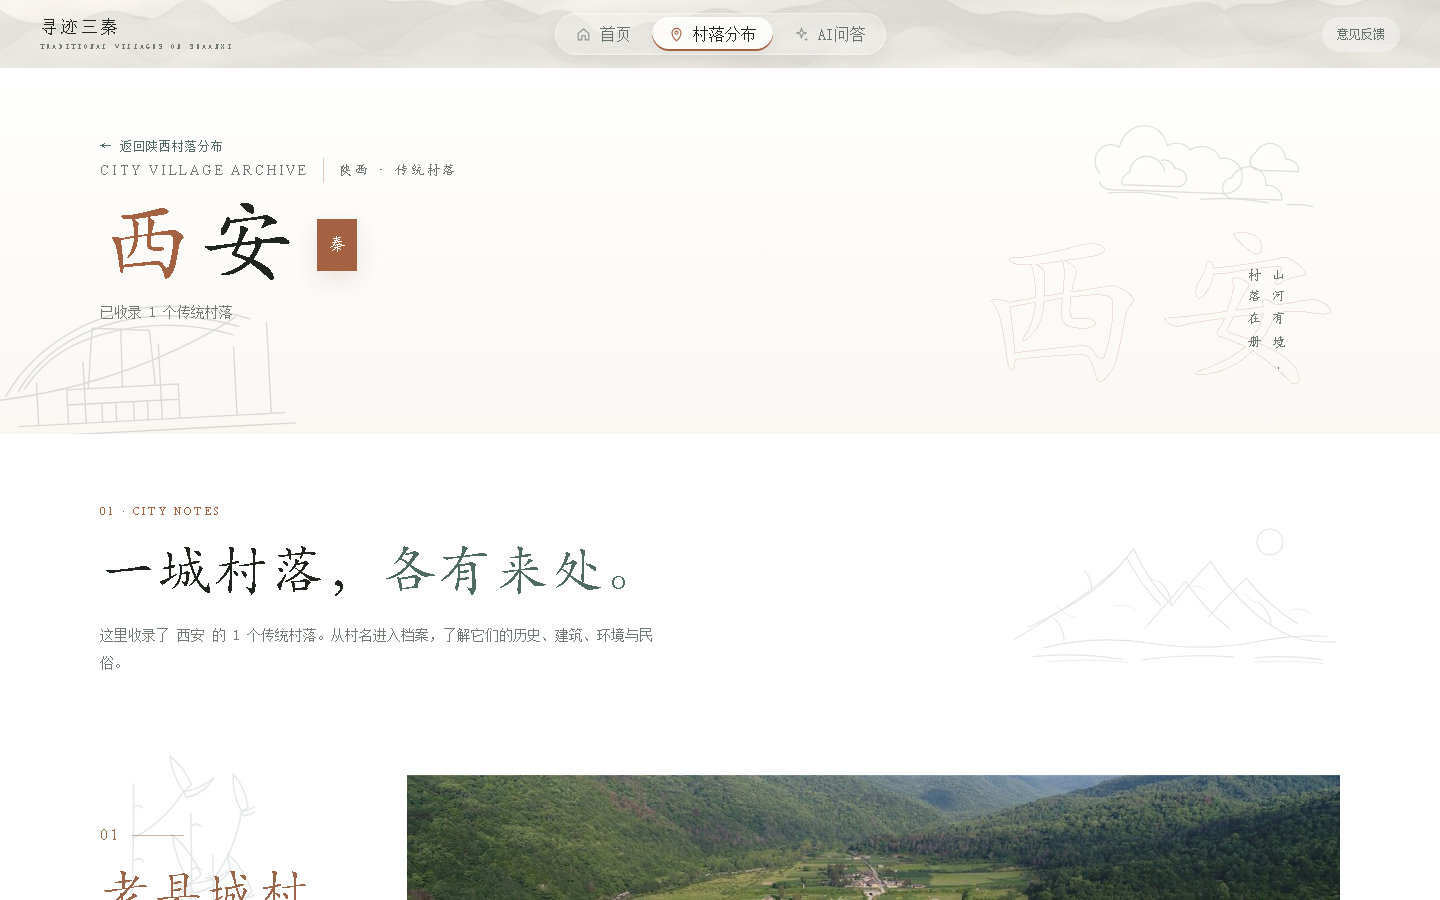 寻迹三秦
TRADITIONAL VILLAGES OF SHAANXI
首页
村落分布
AI问答
意见反馈
← 返回陕西村落分布
CITY VILLAGE ARCHIVE
陕西 · 传统村落
西安
秦
已收录 1 个传统村落
西安
山河有境，
村落在册
01 · CITY NOTES
一城村落，各有来处。
这里收录了 西安 的 1 个传统村落。从村名进入档案，了解它们的历史、建筑、环境与民
俗。
01
老县城村